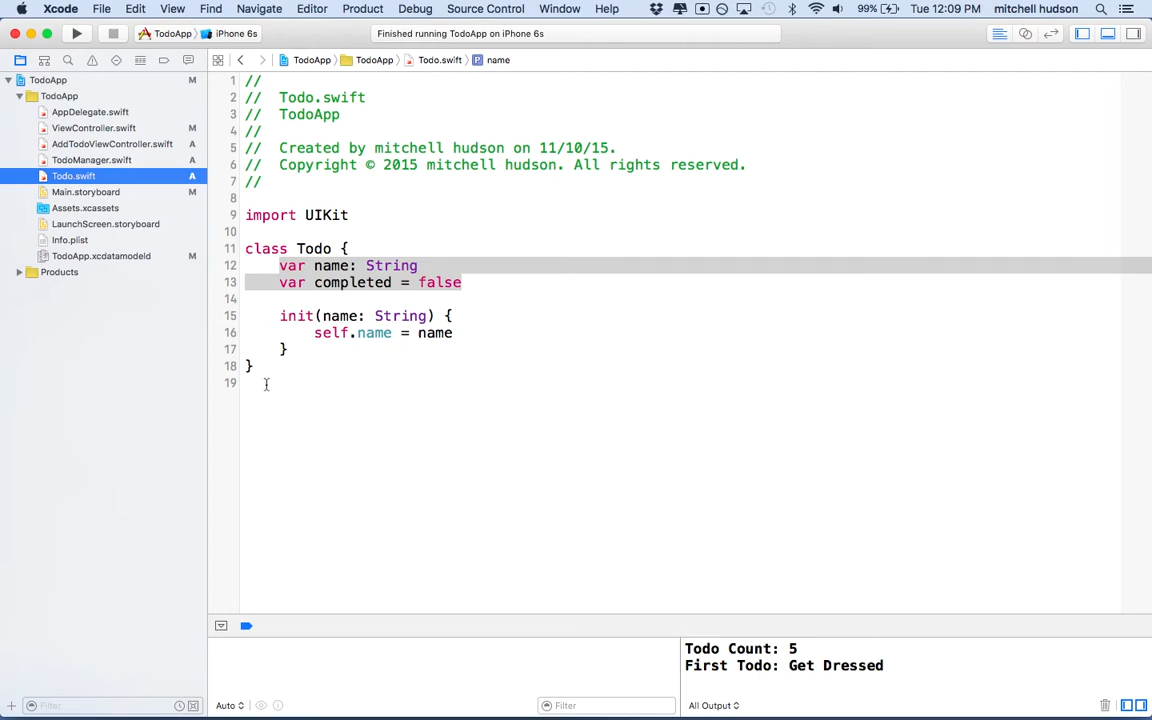 Xcode File Edit View Find Navigate Editor Product Debug Source Control Window Help 99% Tue 12:09 PM mitchell hudson
TodoApp iPhone 6s Finished running TodoApp on iPhone 6s
TodoApp TodoApp Todo.swift P name
TodoApp M
TodoApp
AppDelegate.swift
ViewController.swift M
AddTodoViewController.swift A
TodoManager.swift A
Todo.swift A
Main.storyboard M
Assets.xcassets
LaunchScreen.storyboard
Info.plist
TodoApp.xcdatamodeld M
Products
1 //
2 // Todo.swift
3 // TodoApp
4 //
5 // Created by mitchell hudson on 11/10/15.
6 // Copyright © 2015 mitchell hudson. All rights reserved.
7 //
8
9 import UIKit
10
11 class Todo {
12 var name: String
13 var completed = false
14
15 init(name: String) {
16 self.name = name
17 }
18 }
19
Todo Count: 5
First Todo: Get Dressed
Filter Auto Filter All Output